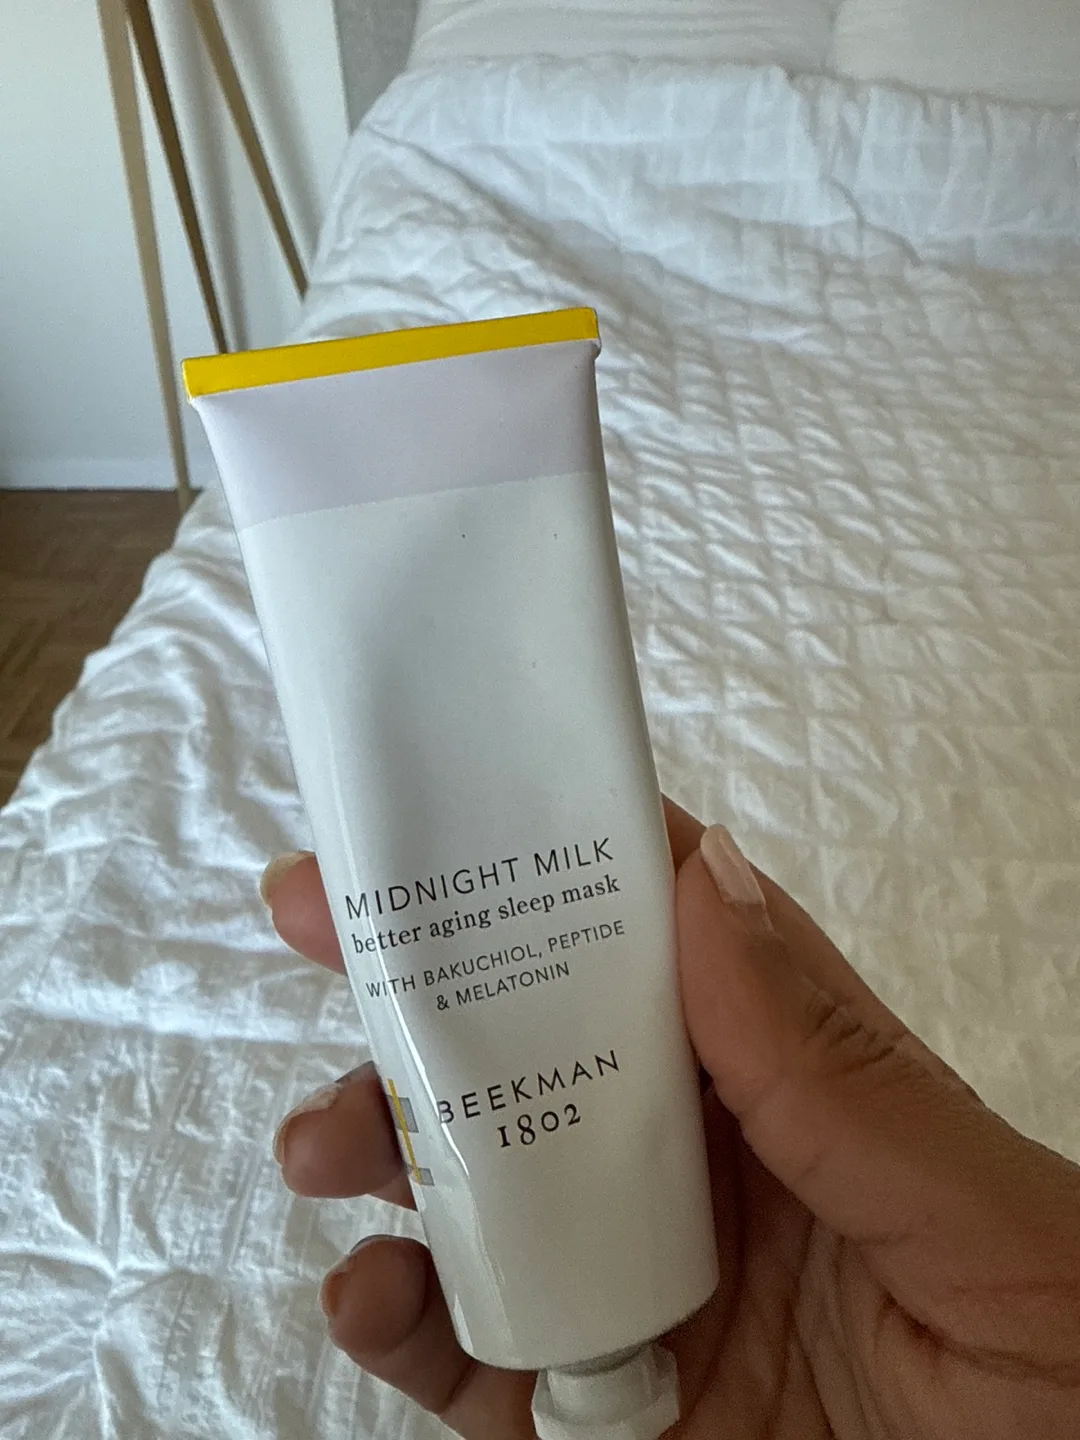 MIDNIGHT MILK
better aging sleep mask
WITH BAKUCHIOL, PEPTIDE
& MELATONIN
BEEKMAN
1802